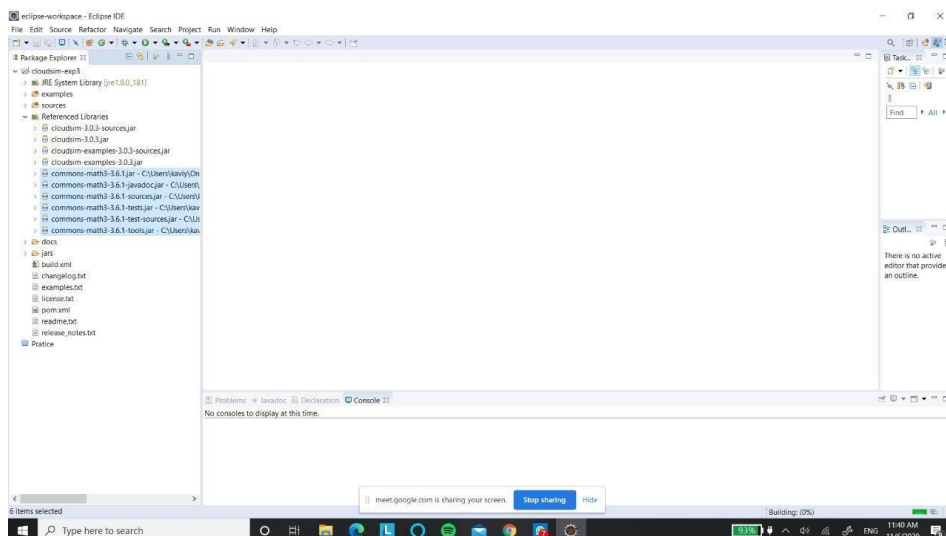 eclipse-workspace - Eclipse IDE
File Edit Source Refactor Navigate Search Project Run Window Help
Package Explorer
Task..
cloudsim-exp3
JRE System Library [jre1.8.0_181]
examples
sources
Referenced Libraries
cloudsim-3.0.3-sources.jar
cloudsim-3.0.3.jar
cloudsim-examples-3.0.3-sources.jar
cloudsim-examples-3.0.3.jar
commons-math3-3.6.1.jar - C:\Users\kaviy\On
commons-math3-3.6.1-javadoc.jar - C:\Users\
commons-math3-3.6.1-sources.jar - C:\Users\
commons-math3-3.6.1-tests.jar - C:\Users\kav
commons-math3-3.6.1-test-sources.jar - C:\Us
commons-math3-3.6.1-tools.jar - C:\Users\kav
docs
jars
build.xml
changelog.txt
examples.txt
license.txt
pom.xml
readme.txt
release_notes.txt
Pratice
Find All
Outl..
There is no active
editor that provide
an outline.
Problems Javadoc Declaration Console
No consoles to display at this time.
meet.google.com is sharing your screen. Stop sharing Hide
6 items selected
Building: (0%)
Type here to search
93%
ENG
11:40 AM